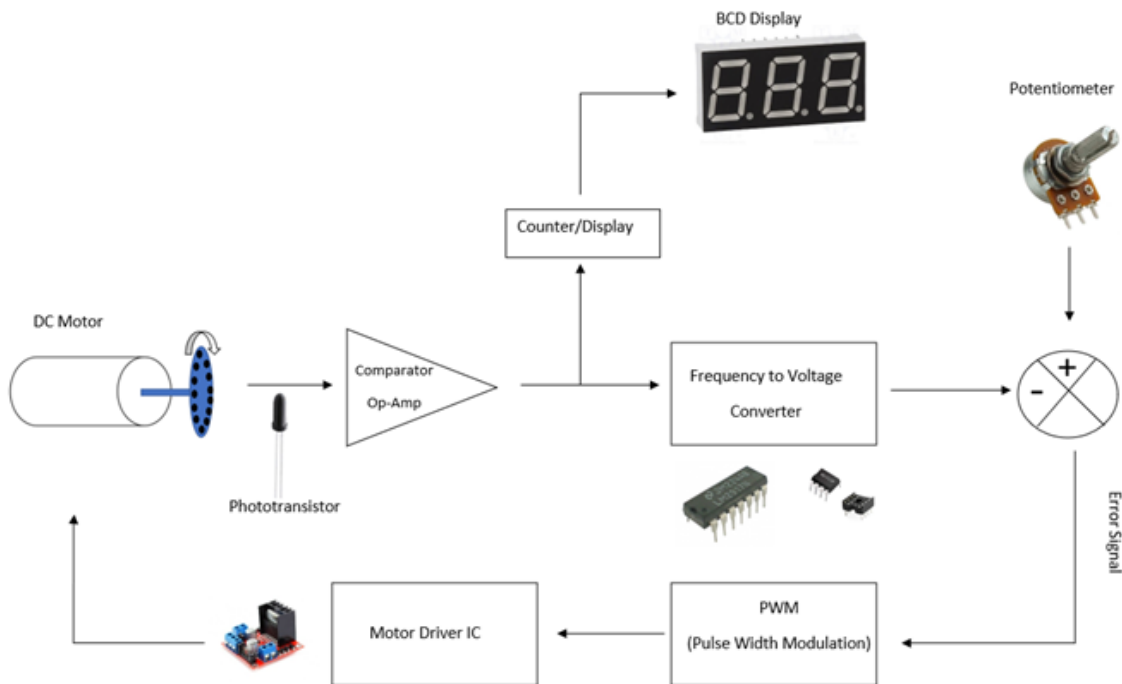 BCD Display
Potentiometer
Counter/Display
DC Motor
Comparator
Op-Amp
Frequency to Voltage
Converter
+
-
Phototransistor
Error Signal
PWM
(Pulse Width Modulation)
Motor Driver IC